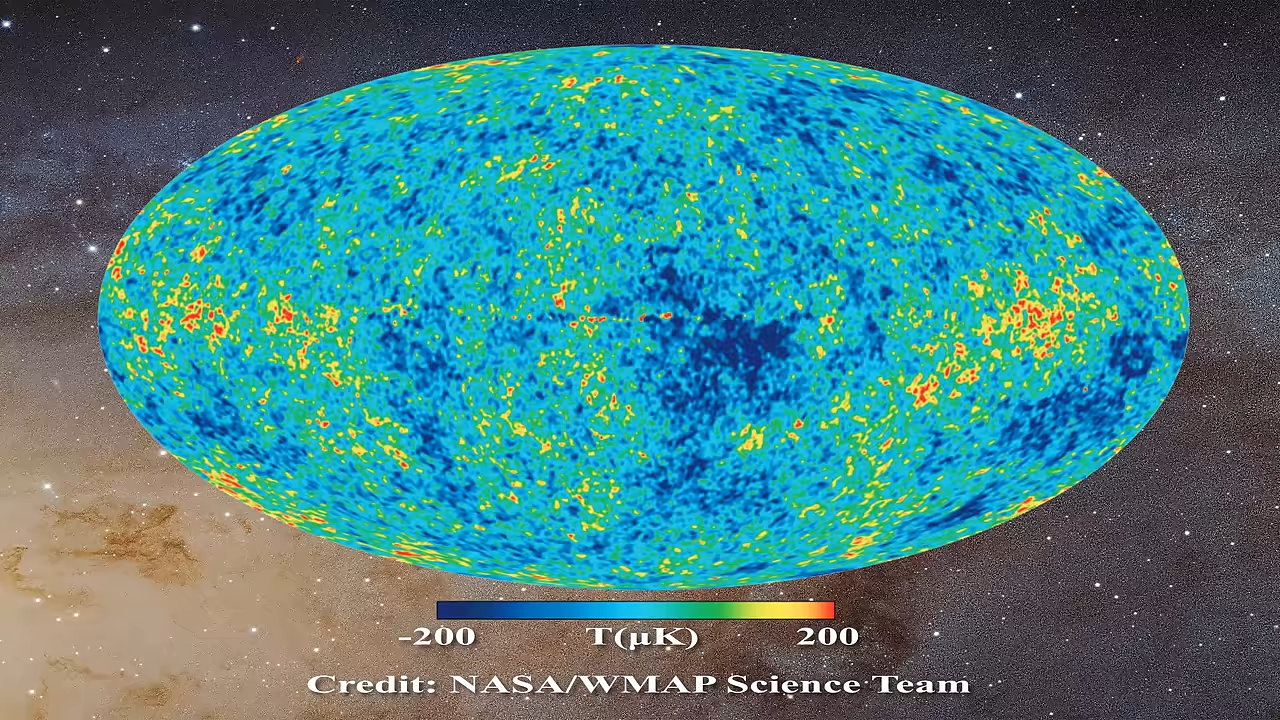 -200 T(μK) 200
Credit: NASA/WMAP Science Team